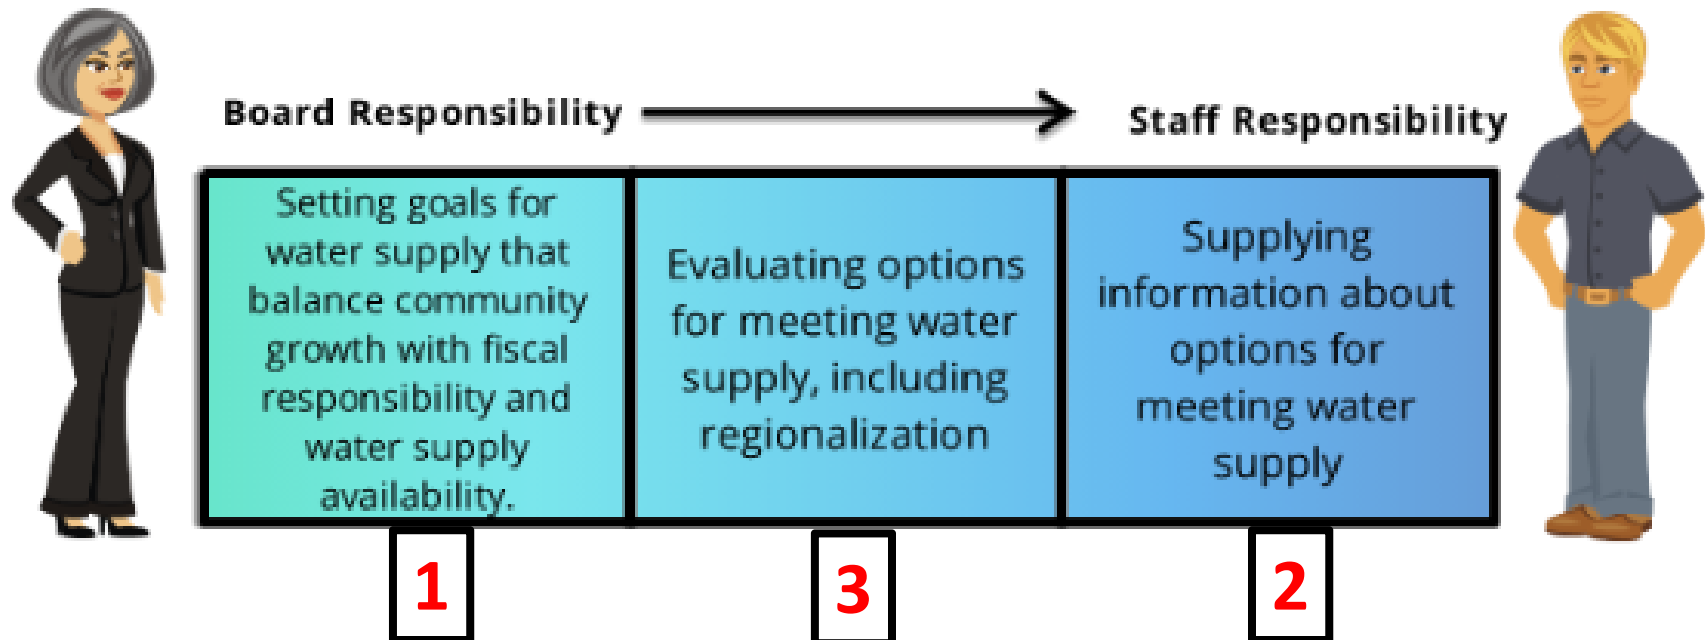 Board Responsibility
Staff Responsibility
Setting goals for
water supply that
balance community
growth with fiscal
responsibility and
water supply
availability.
Evaluating options
for meeting water
supply, including
regionalization
Supplying
information about
options for
meeting water
supply
1
3
2